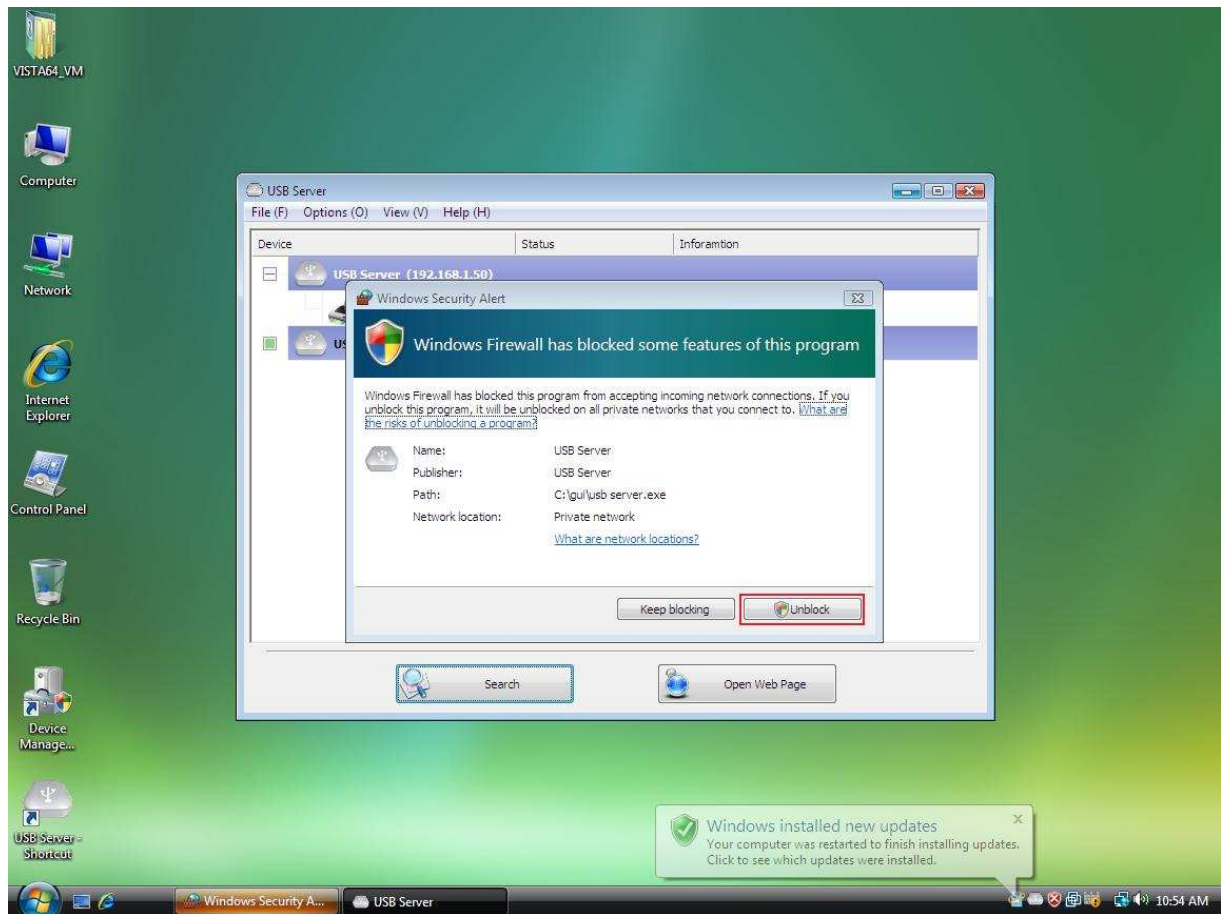 VISTA64_VM
Computer
Network
Internet
Explorer
Control Panel
Recycle Bin
Device
Manage...
USB Server -
Shortcut
USB Server
File (F) Options (O) View (V) Help (H)
Device Status Inforamtion
USB Server (192.168.1.50)
US
Windows Security Alert
Windows Firewall has blocked some features of this program
Windows Firewall has blocked this program from accepting incoming network connections. If you
unblock this program, it will be unblocked on all private networks that you connect to. What are
the risks of unblocking a program?
Name: USB Server
Publisher: USB Server
Path: C:\gui\usb server.exe
Network location: Private network
What are network locations?
Keep blocking Unblock
Search Open Web Page
Windows installed new updates
Your computer was restarted to finish installing updates.
Click to see which updates were installed.
Windows Security A... USB Server 10:54 AM